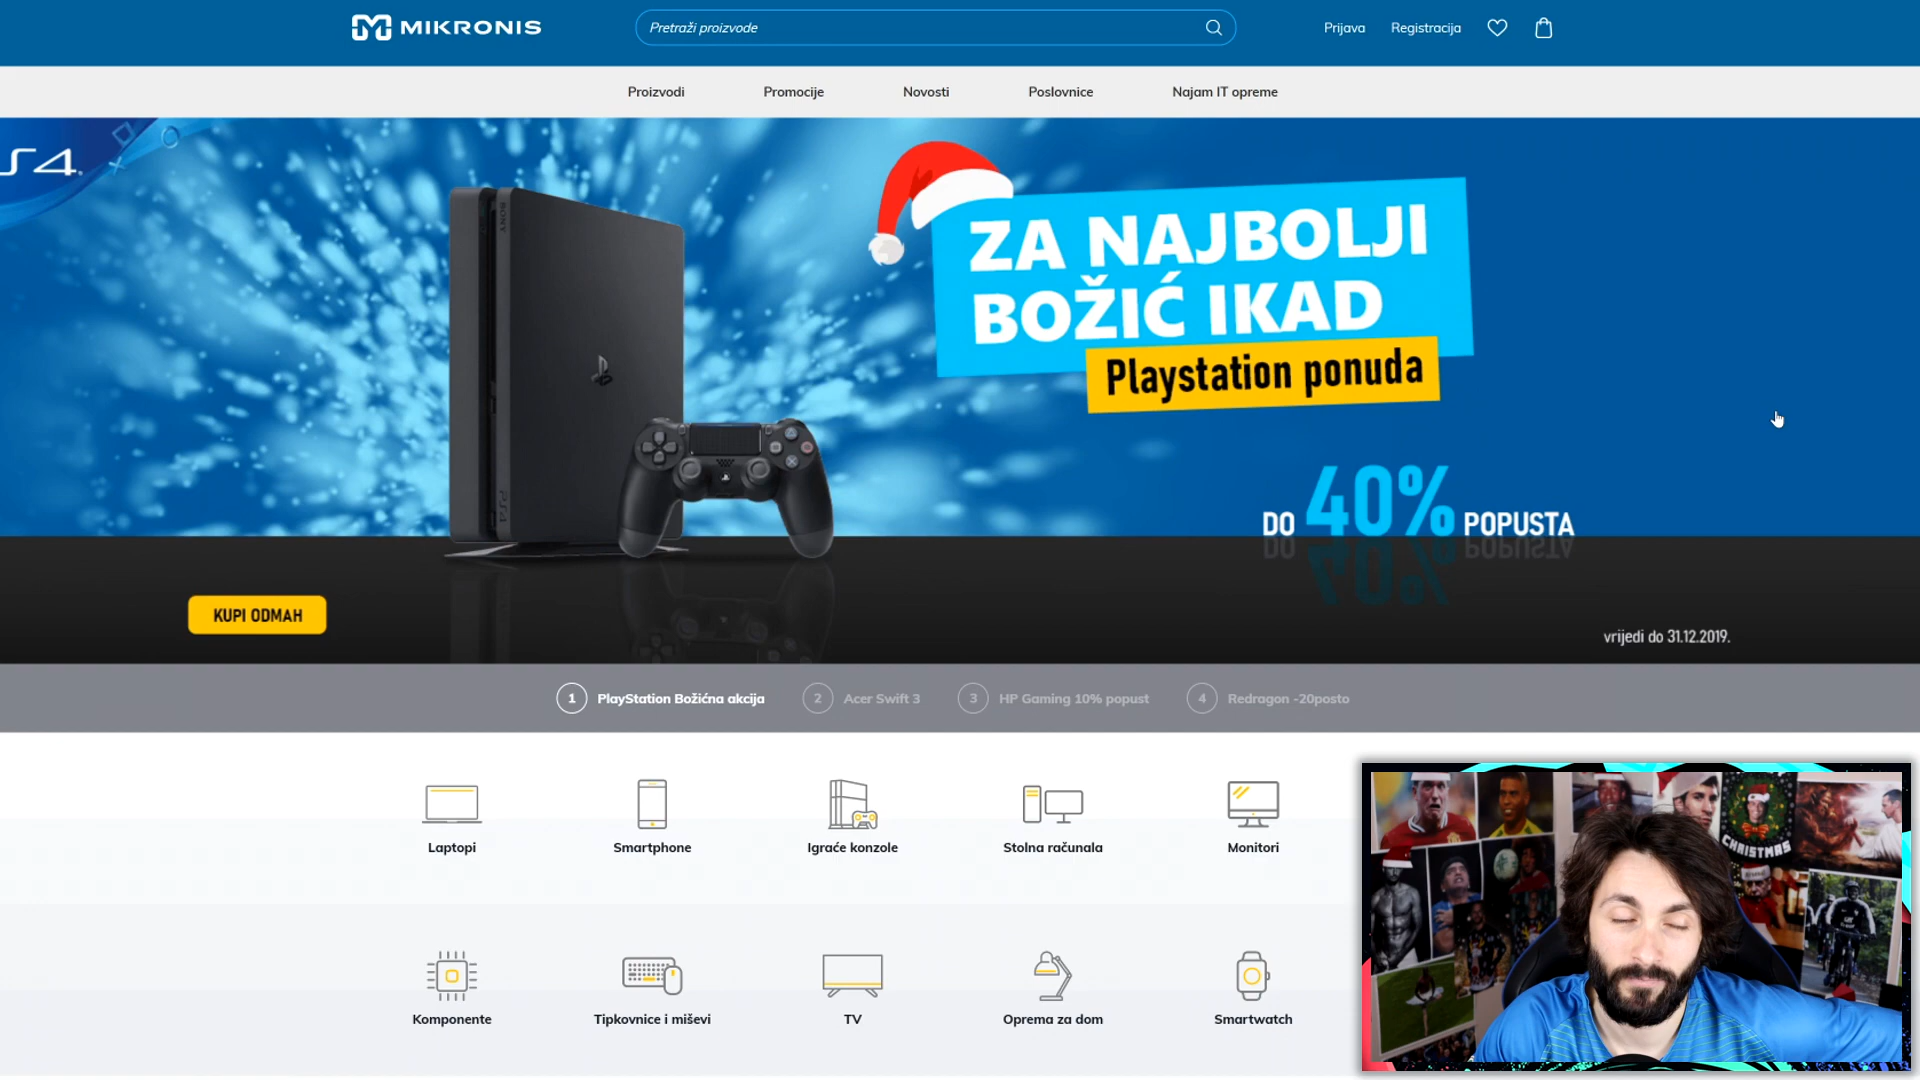 MIKRONIS
Pretraži proizvode
Prijava
Registracija
Proizvodi
Promocije
Novosti
Poslovnice
Najam IT opreme
PS4
SONY
ZA NAJBOLJI
BOŽIĆ IKAD
Playstation ponuda
PS4
DO 40% POPUSTA
KUPI ODMAH
vrijedi do 31.12.2019.
1 PlayStation Božićna akcija
2 Acer Swift 3
3 HP Gaming 10% popust
4 Redragon -20posto
Laptopi
Smartphone
Igraće konzole
Stolna računala
Monitori
CHRISTMAS
Komponente
Tipkovnice i miševi
TV
Oprema za dom
Smartwatch